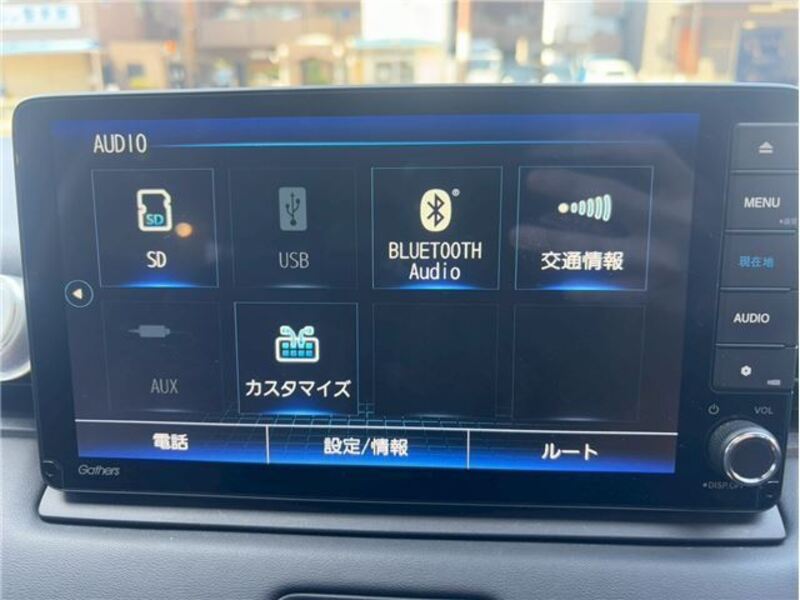 AUDIO
SD
SD
USB
BLUETOOTH
Audio
交通情報
AUX
カスタマイズ
電話
設定/情報
ルート
Gathers
MENU
現在地
AUDIO
VOL